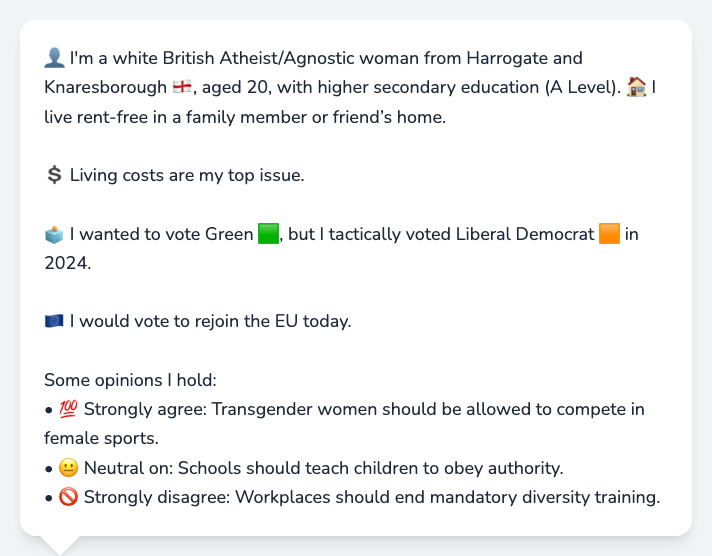 👤 I'm a white British Atheist/Agnostic woman from Harrogate and
Knaresborough 🏴󠁧󠁢󠁥󠁮󠁧󠁿, aged 20, with higher secondary education (A Level). 🏠 I
live rent-free in a family member or friend’s home.
💲 Living costs are my top issue.
🗳️ I wanted to vote Green 🟩, but I tactically voted Liberal Democrat 🟧 in
2024.
🇪🇺 I would vote to rejoin the EU today.
Some opinions I hold:
• 💯 Strongly agree: Transgender women should be allowed to compete in
female sports.
• 😐 Neutral on: Schools should teach children to obey authority.
• 🚫 Strongly disagree: Workplaces should end mandatory diversity training.